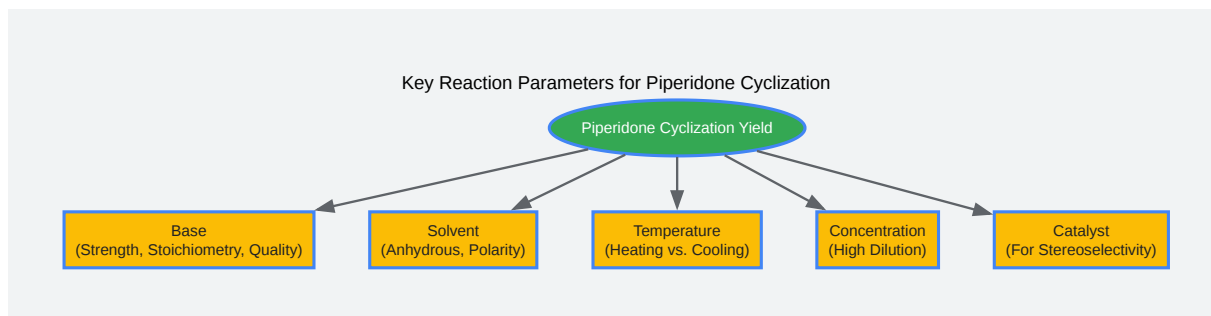 Key Reaction Parameters for Piperidone Cyclization
Piperidone Cyclization Yield
Base
(Strength, Stoichiometry, Quality)
Solvent
(Anhydrous, Polarity)
Temperature
(Heating vs. Cooling)
Concentration
(High Dilution)
Catalyst
(For Stereoselectivity)